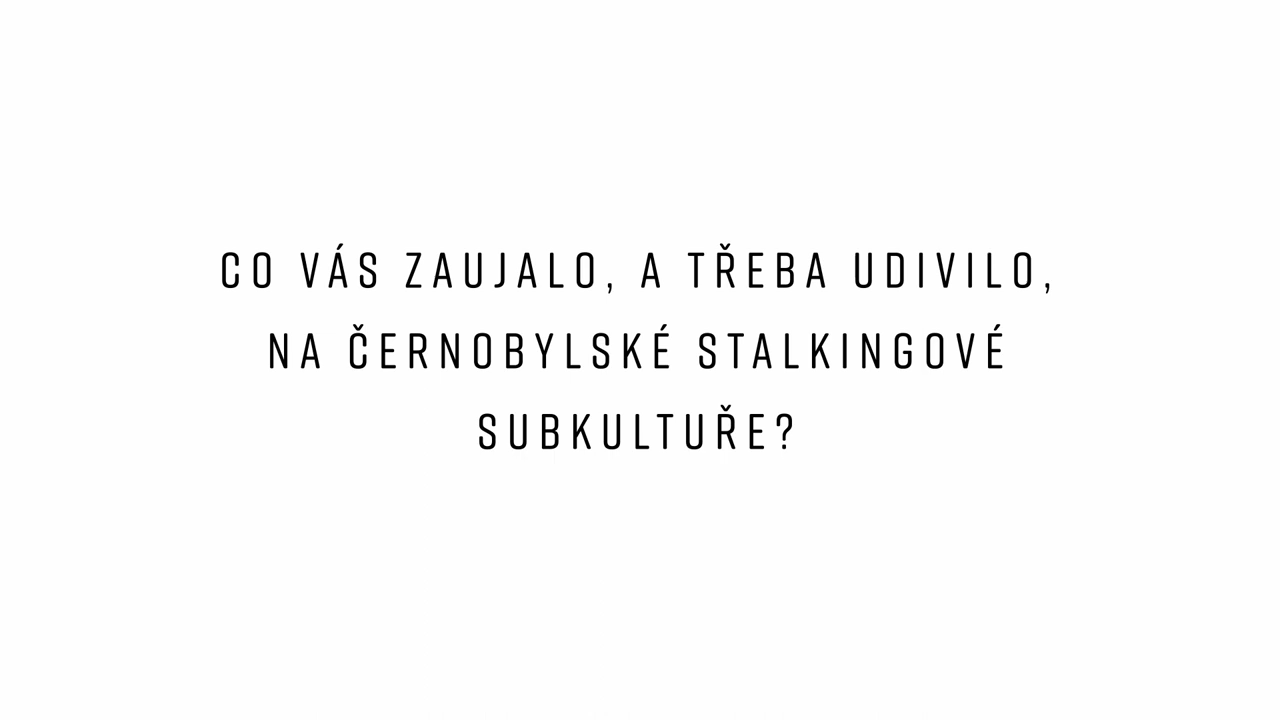 CO VÁS ZAUJALO, A TŘEBA UDIVILO,
NA ČERNOBYLSKÉ STALKINGOVÉ
SUBKULTUŘE?